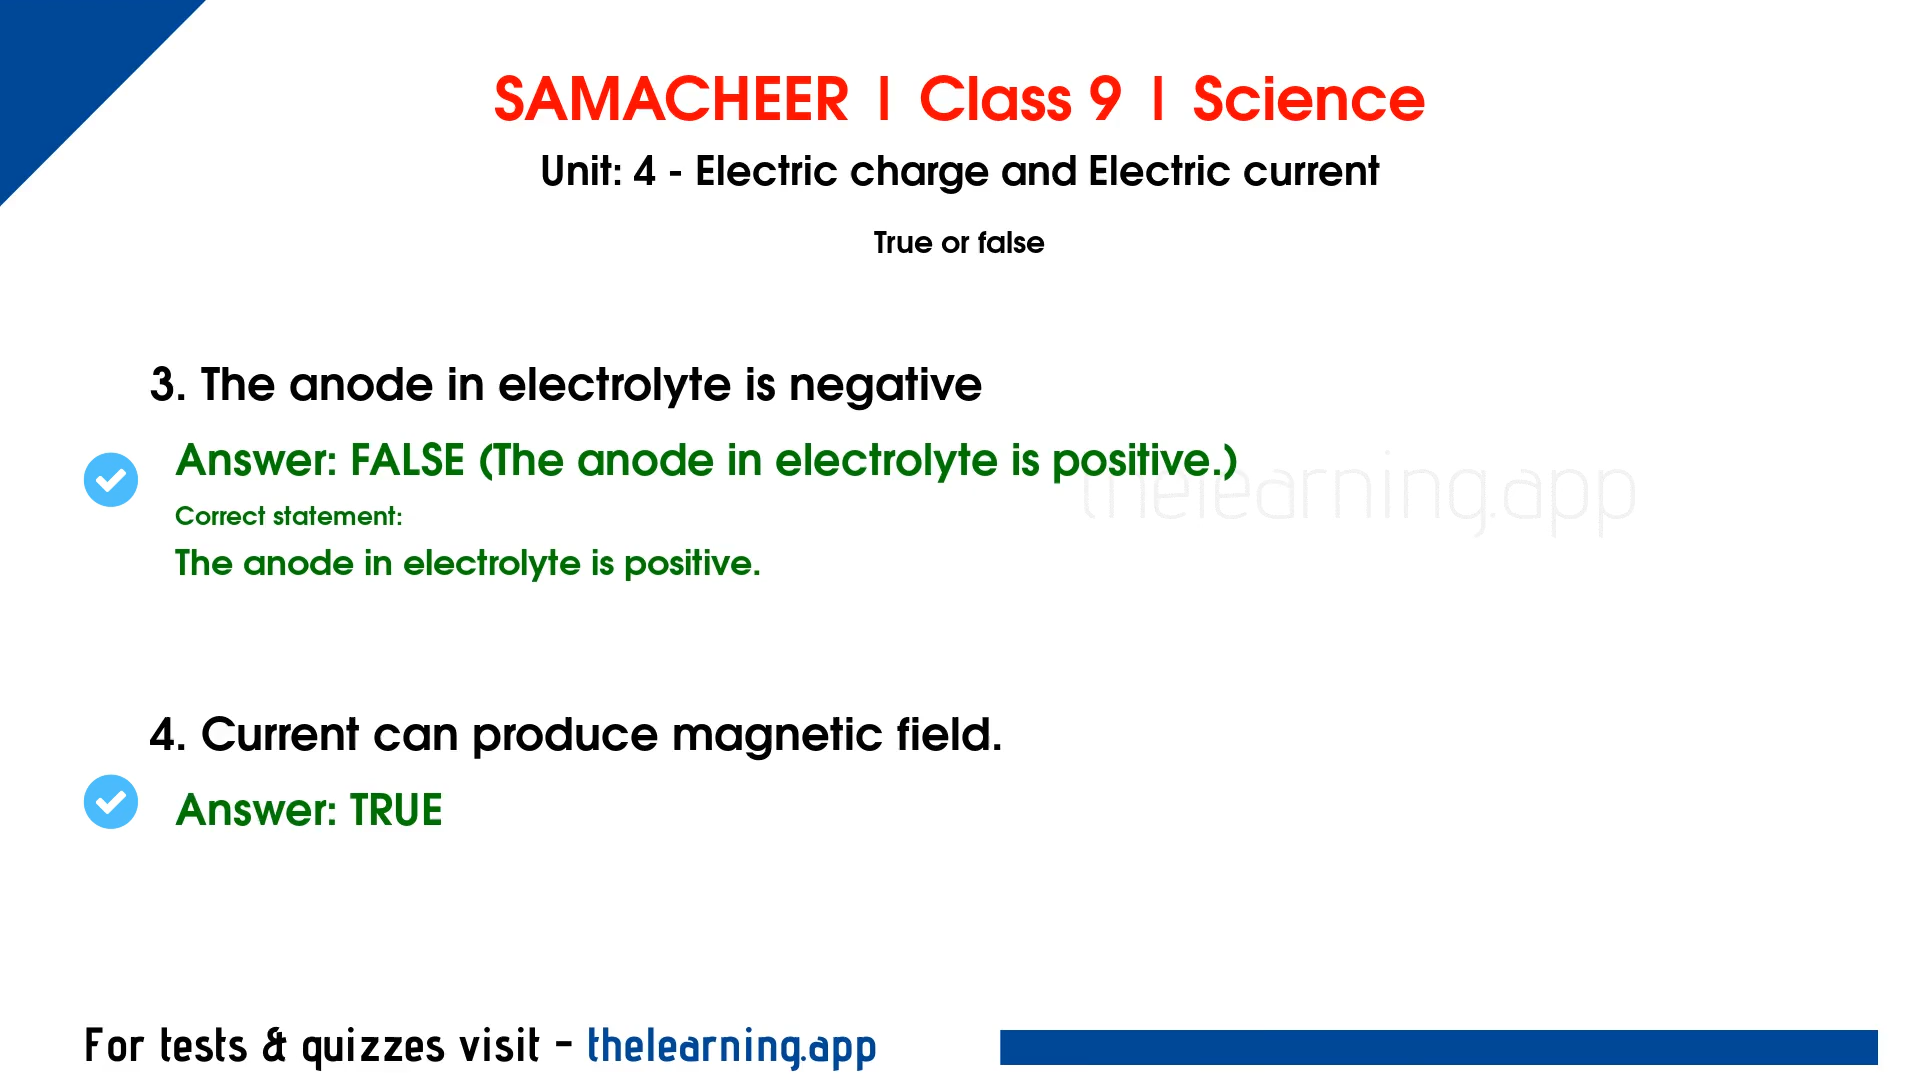 SAMACHEER | Class 9 | Science
Unit: 4 - Electric charge and Electric current
True or false
3. The anode in electrolyte is negative
Answer: FALSE (The anode in electrolyte is positive.)
thelearning.app
Correct statement:
The anode in electrolyte is positive.
4. Current can produce magnetic field.
Answer: TRUE
For tests & quizzes visit - thelearning.app